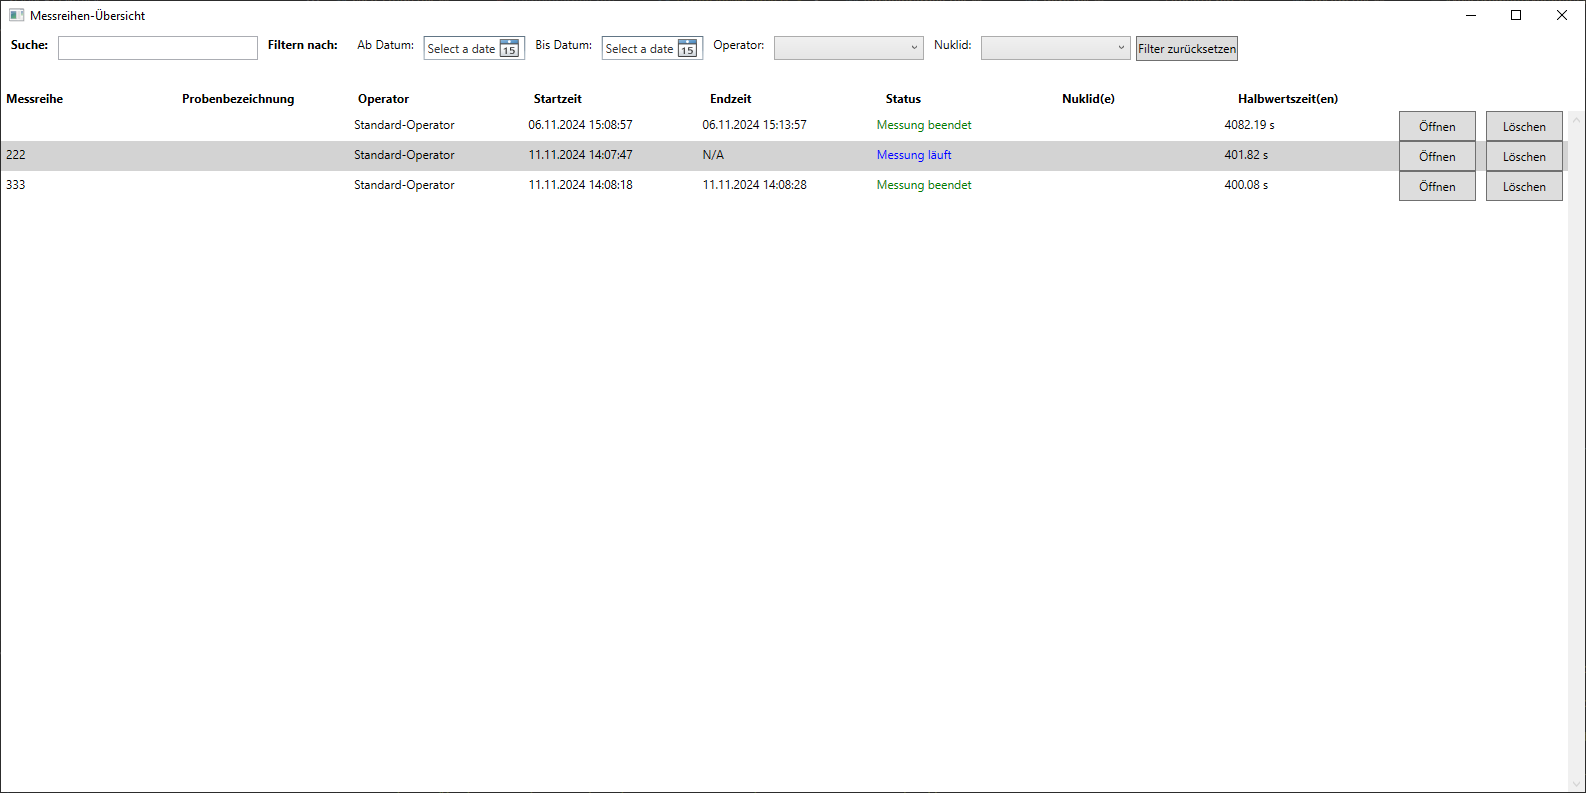 Messreihen-Übersicht
Suche: Filtern nach: Ab Datum: Select a date 15 Bis Datum: Select a date 15 Operator: Nuklid: Filter zurücksetzen
Messreihe Probenbezeichnung Operator Startzeit Endzeit Status Nuklid(e) Halbwertszeit(en)
Standard-Operator 06.11.2024 15:08:57 06.11.2024 15:13:57 Messung beendet 4082.19 s Öffnen Löschen
222 Standard-Operator 11.11.2024 14:07:47 N/A Messung läuft 401.82 s Öffnen Löschen
333 Standard-Operator 11.11.2024 14:08:18 11.11.2024 14:08:28 Messung beendet 400.08 s Öffnen Löschen